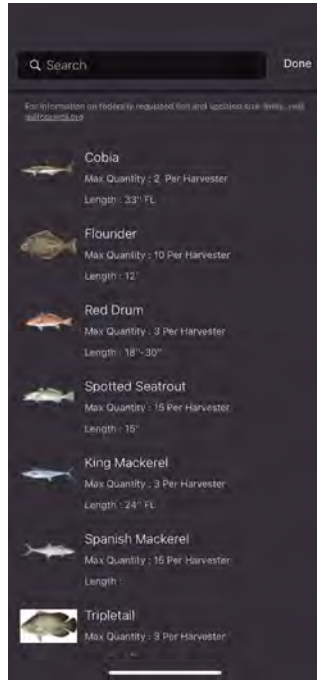 Search
Done
For information on federally regulated fish and updated size limits, visit
gulfcouncil.org
Cobia
Max Quantity : 2 Per Harvester
Length : 33" FL
Flounder
Max Quantity : 10 Per Harvester
Length : 12"
Red Drum
Max Quantity : 3 Per Harvester
Length : 18"-30"
Spotted Seatrout
Max Quantity : 15 Per Harvester
Length : 15"
King Mackerel
Max Quantity : 3 Per Harvester
Length : 24" FL
Spanish Mackerel
Max Quantity : 15 Per Harvester
Length :
Tripletail
Max Quantity : 3 Per Harvester